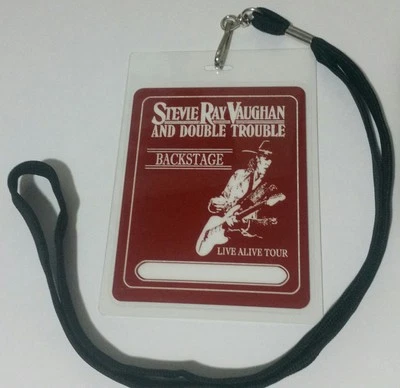 STEVIE RAY VAUGHAN
AND DOUBLE TROUBLE
BACKSTAGE
LIVE ALIVE TOUR